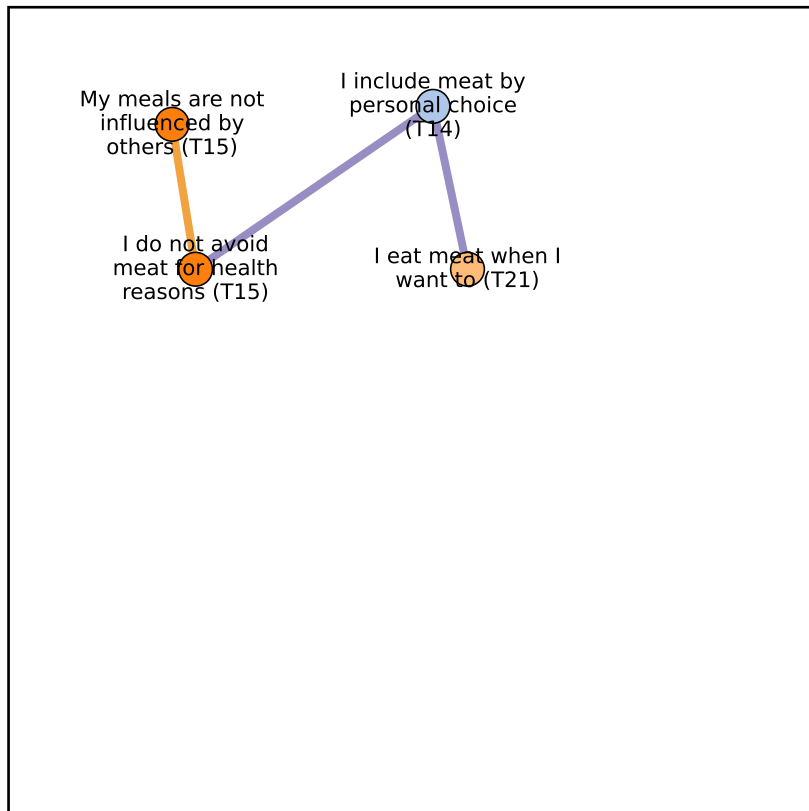 My meals are not
influenced by
others (T15)
I include meat by
personal choice
(T14)
I do not avoid
meat for health
reasons (T15)
I eat meat when I
want to (T21)